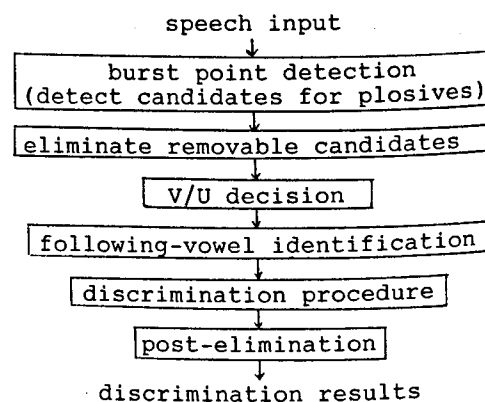 speech input
burst point detection
(detect candidates for plosives)
eliminate removable candidates
V/U decision
following-vowel identification
discrimination procedure
post-elimination
discrimination results